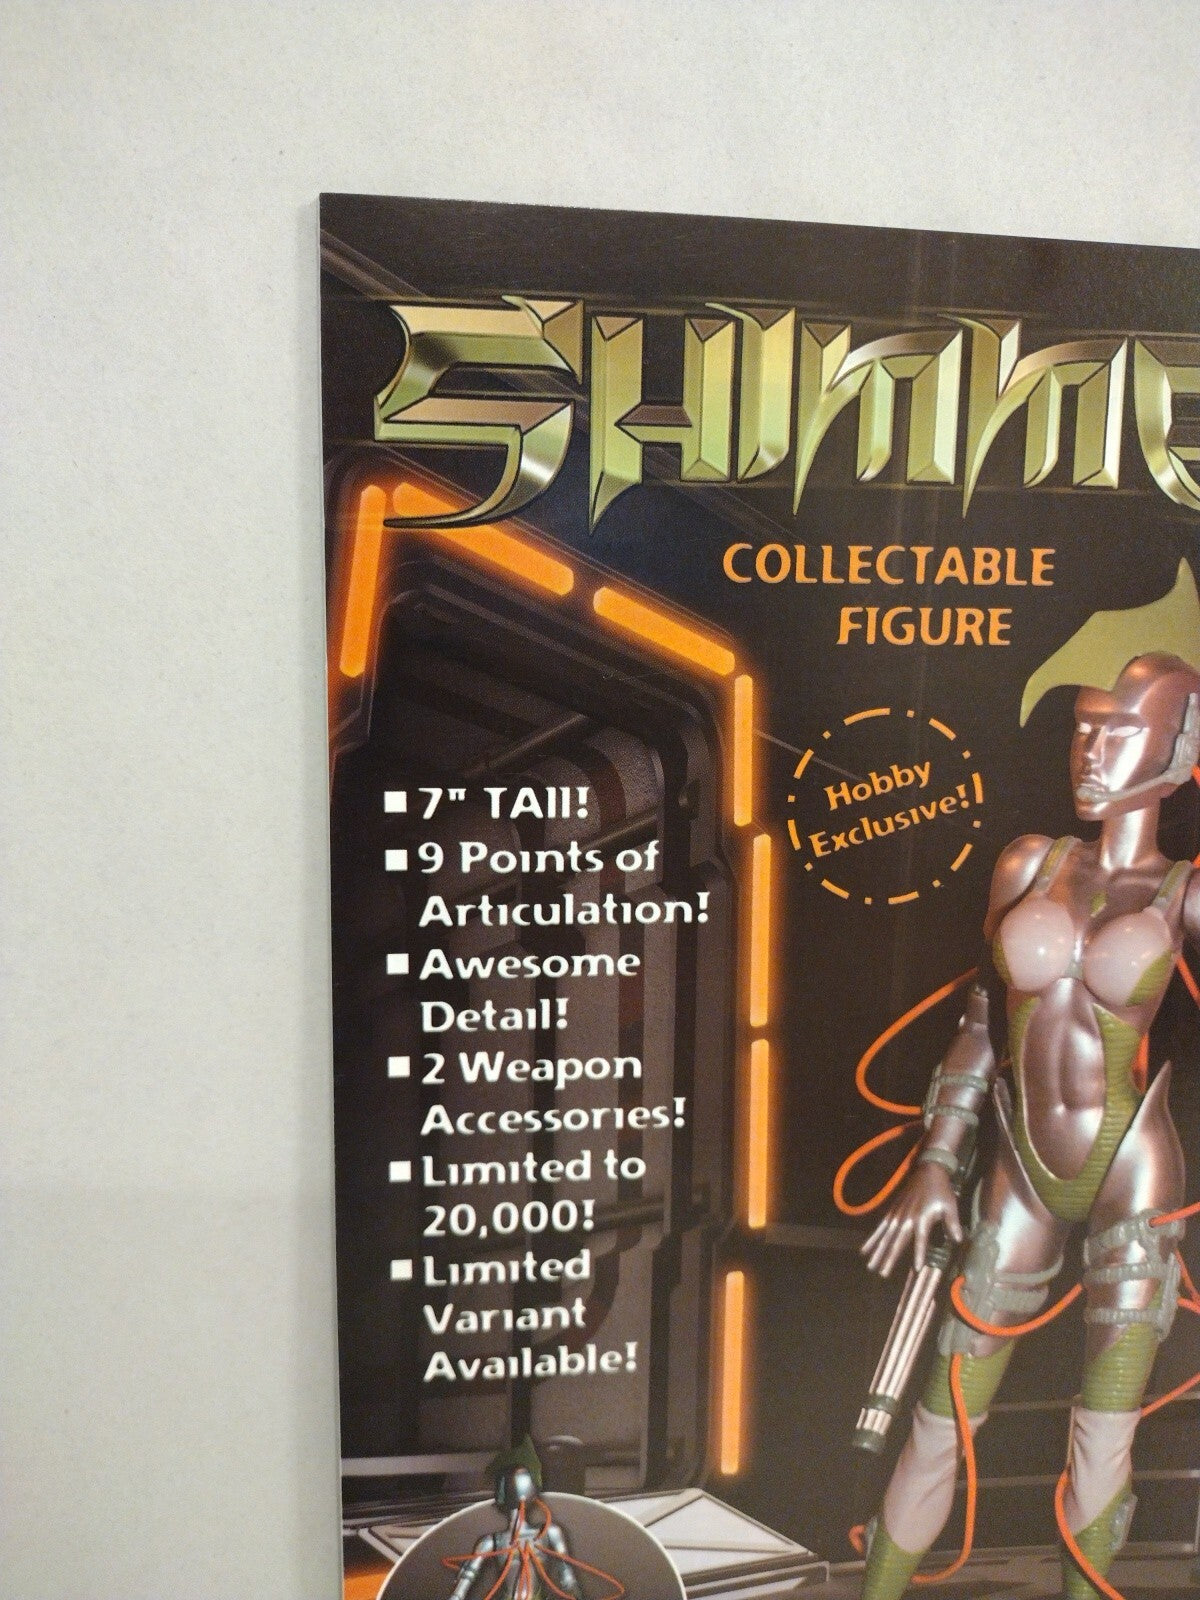 COLLECTABLE
FIGURE
Hobby
Exclusive!
■ 7" TAll!
■ 9 Points of
Articulation!
■ Awesome
Detail!
■ 2 Weapon
Accessories!
■ Limited to
20,000!
■ Limited
Variant
Available!